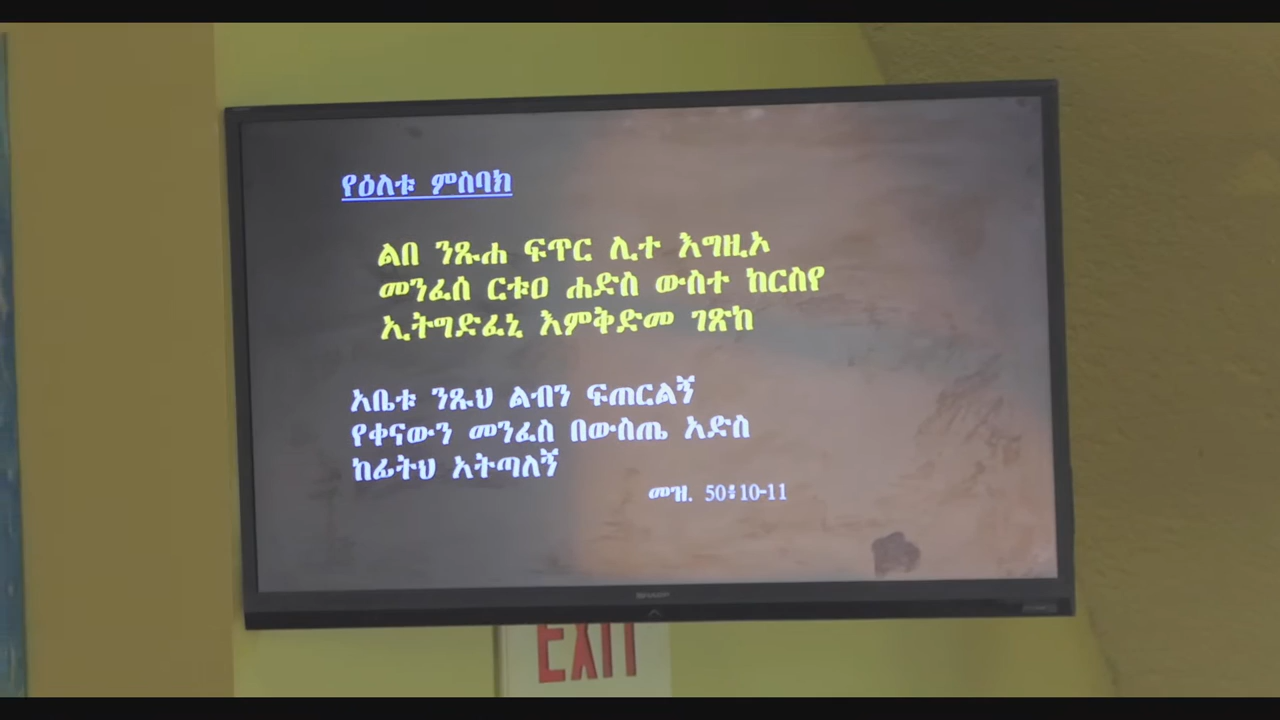 የዕለቱ ምስባክ
ልበ ንጹሐ ፍጥር ሊተ እግዚኦ
መንፈሰ ርቱዐ ሐድስ ውስተ ከርስየ
ኢትግድፈኒ እምቅድመ ገጽከ
አቤቱ ንጹህ ልብን ፍጠርልኝ
የቀናውን መንፈስ በውስጤ አድስ
ከፊትህ አትጣለኝ
መዝ. 50፥10-11
SHARP
EXIT